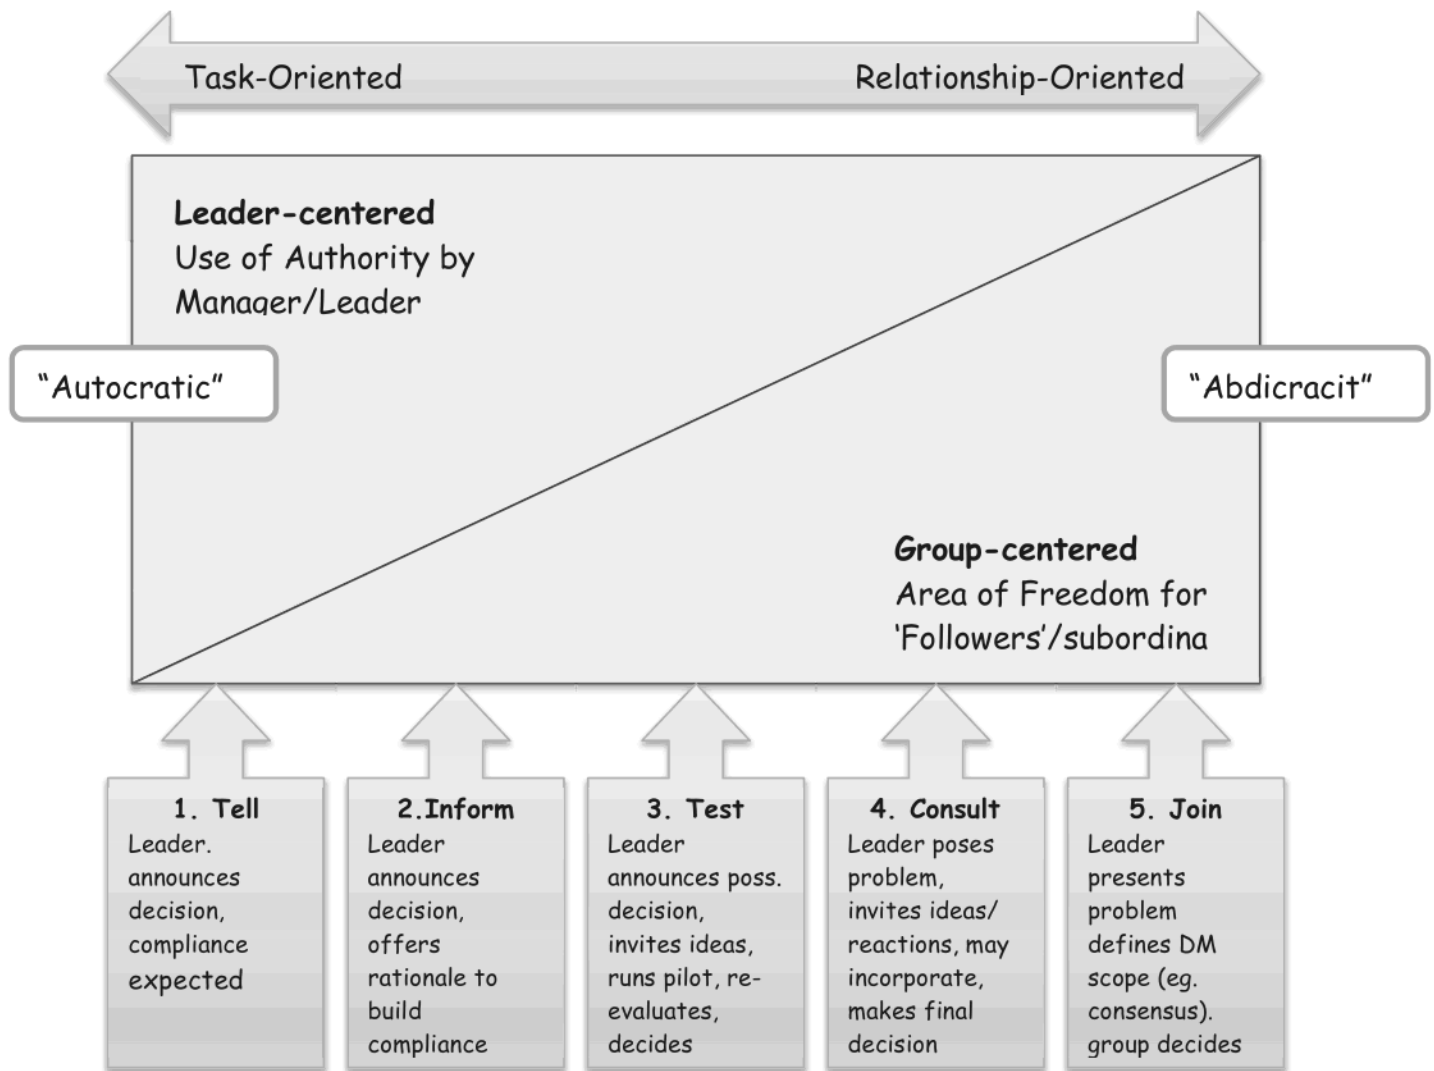 Task-Oriented
Relationship-Oriented
Leader-centered
Use of Authority by
Manager/Leader
“Autocratic”
“Abdicracit”
Group-centered
Area of Freedom for
‘Followers’/subordina
1. Tell
Leader.
announces
decision,
compliance
expected
2.Inform
Leader
announces
decision,
offers
rationale to
build
compliance
3. Test
Leader
announces poss.
decision,
invites ideas,
runs pilot, re-
evaluates,
decides
4. Consult
Leader poses
problem,
invites ideas/
reactions, may
incorporate,
makes final
decision
5. Join
Leader
presents
problem
defines DM
scope (eg.
consensus).
group decides